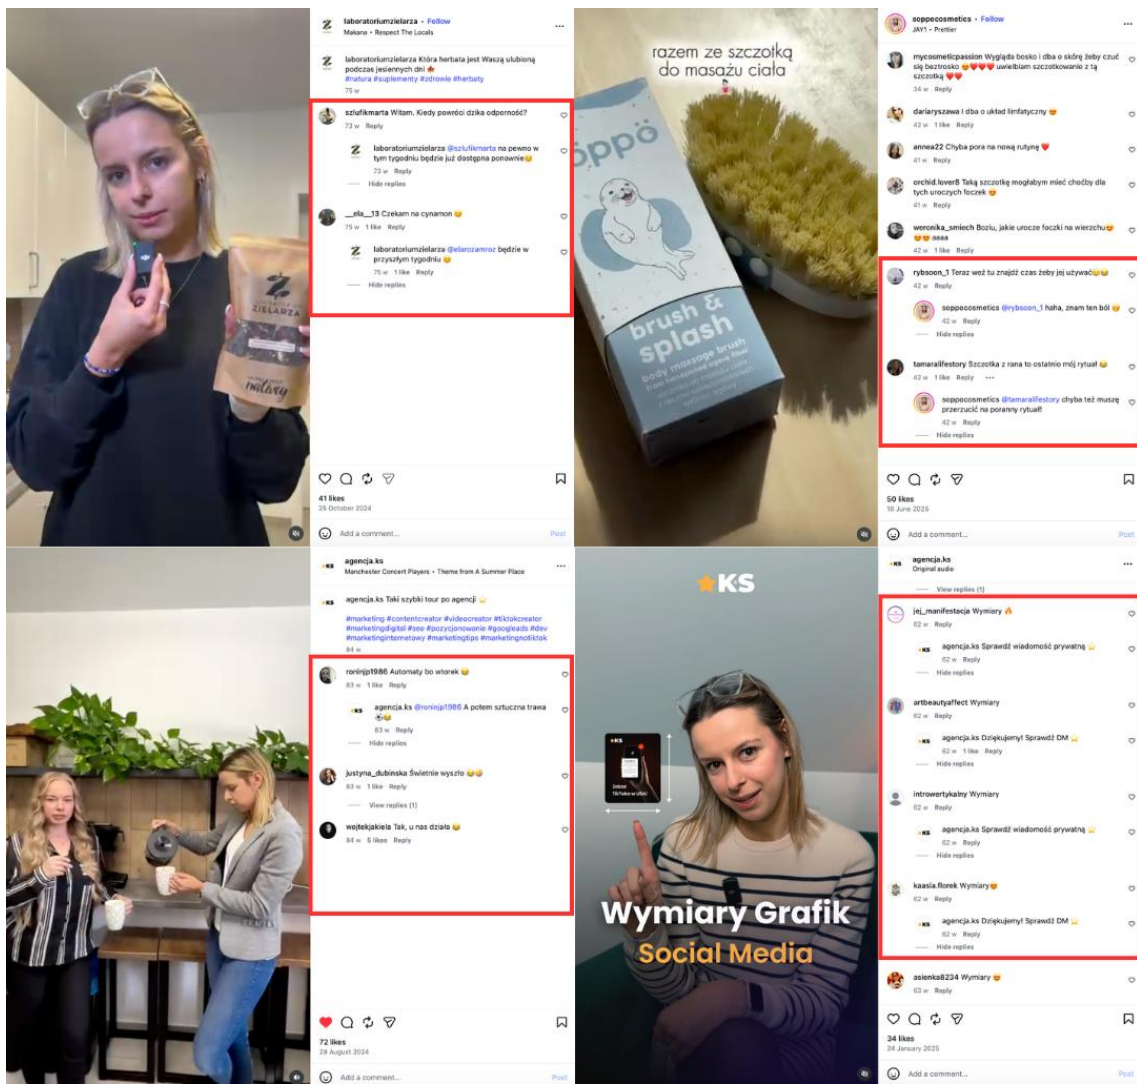 laboratoriumzielarza • Follow
Makana • Respect The Locals
laboratoriumzielarza Która herbata jest Waszą ulubioną
podczas jesiennych dni 🍁
#natura #suplementy #zdrowie #herbaty
75 w
szlufikmarta Witam. Kiedy powróci dzika odporność?
73 w Reply
laboratoriumzielarza @szlufikmarta na pewno w
tym tygodniu będzie już dostępna ponownie😊
73 w Reply
Hide replies
__ela__13 Czekam na cynamon 😊
75 w 1 like Reply
laboratoriumzielarza @elarozamroz będzie w
przyszłym tygodniu 😊
75 w 1 like Reply
Hide replies
41 likes
25 October 2024
Add a comment...
Post
ZIELARZA
natury
razem ze szczotką
do masażu ciała
öppö
brush &
splash
body massage brush
soppocosmetics • Follow
JAY1 • Prettier
mycosmeticpassion Wygląda bosko i dba o skórę żeby czuć
się beztrosko 😍❤️❤️❤️ uwielbiam szczotkowanie z tą
szczotką ❤️❤️
34 w Reply
dariaryszawa I dba o układ limfatyczny 😍
42 w 1 like Reply
annea22 Chyba pora na nową rutynę ❤️
41 w Reply
orchid.lover8 Taką szczotkę mogłabym mieć choćby dla
tych uroczych foczek 😍
41 w Reply
weronika_smiech Boziu, jakie urocze foczki na wierzchu😍
😍😍 aaaa
42 w 1 like Reply
rybsoon_1 Teraz weź tu znajdź czas żeby jej używać😂😂
42 w Reply
soppocosmetics @rybsoon_1 haha, znam ten ból 😂
42 w Reply
Hide replies
tamaralifestory Szczotka z rana to ostatnio mój rytuał 😂
42 w 1 like Reply
soppocosmetics @tamaralifestory chyba też muszę
przerzucić na poranny rytuał!
42 w Reply
Hide replies
50 likes
18 June 2025
Add a comment...
Post
agencja.ks
Manchester Concert Players • Theme from A Summer Place
KS
agencja.ks Taki szybki tour po agencji ⭐
#marketing #contentcreator #videocreator #tiktokcreator
#marketingdigital #seo #pozycjonowanie #googleads #dev
#marketinginternetowy #marketingtips #marketingnotiktok
84 w
roninjp1986 Automaty bo wtorek 😂
83 w 1 like Reply
agencja.ks @roninjp1986 A potem sztuczna trawa
⚽😂
83 w Reply
Hide replies
justyna_dubinska Świetnie wyszło 😂🤣
83 w 1 like Reply
View replies (1)
wojtekjakiela Tak, u nas działa 😂
84 w 5 likes Reply
72 likes
28 August 2024
Add a comment...
Post
KS
KS
Zakaz
TikToka w USA!
Wymiary Grafik
Social Media
agencja.ks
Original audio
View replies (1)
jej_manifestacja Wymiary 🔥
62 w Reply
agencja.ks Sprawdź wiadomość prywatną ⭐
62 w Reply
Hide replies
artbeautyaffect Wymiary
62 w Reply
agencja.ks Dziękujemy! Sprawdź DM ⭐
62 w 1 like Reply
Hide replies
introwertykalny Wymiary
62 w Reply
agencja.ks Sprawdź wiadomość prywatną ⭐
62 w Reply
Hide replies
kaasia.florek Wymiary😍
62 w Reply
agencja.ks Dziękujemy! Sprawdź DM ⭐
62 w Reply
Hide replies
asienka8234 Wymiary 😍
63 w Reply
34 likes
24 January 2025
Add a comment...
Post